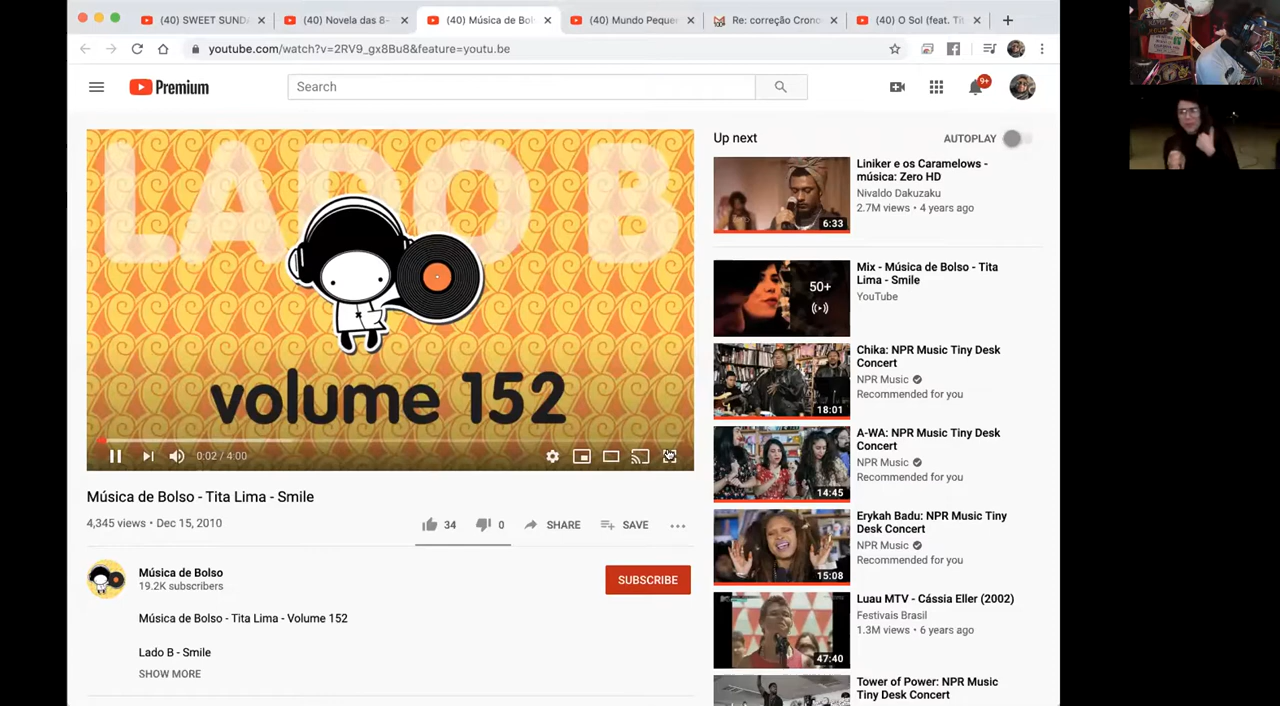 (40) SWEET SUNDA
(40) Novela das 8-
(40) Música de Bol
(40) Mundo Peque
Re: correção Crono
(40) O Sol (feat. Tit
youtube.com/watch?v=2RV9_gx8Bu8&feature=youtu.be
Premium
Search
9+
LADO B
volume 152
0:02 / 4:00
Música de Bolso - Tita Lima - Smile
4,345 views • Dec 15, 2010
34
0
SHARE
SAVE
Música de Bolso
19.2K subscribers
SUBSCRIBE
Música de Bolso - Tita Lima - Volume 152
Lado B - Smile
SHOW MORE
Up next
AUTOPLAY
6:33
Liniker e os Caramelows -
música: Zero HD
Nivaldo Dakuzaku
2.7M views • 4 years ago
50+
Mix - Música de Bolso - Tita
Lima - Smile
YouTube
18:01
Chika: NPR Music Tiny Desk
Concert
NPR Music
Recommended for you
14:45
A-WA: NPR Music Tiny Desk
Concert
NPR Music
Recommended for you
15:08
Erykah Badu: NPR Music Tiny
Desk Concert
NPR Music
Recommended for you
47:40
Luau MTV - Cássia Eller (2002)
Festivais Brasil
1.3M views • 6 years ago
Tower of Power: NPR Music
Tiny Desk Concert